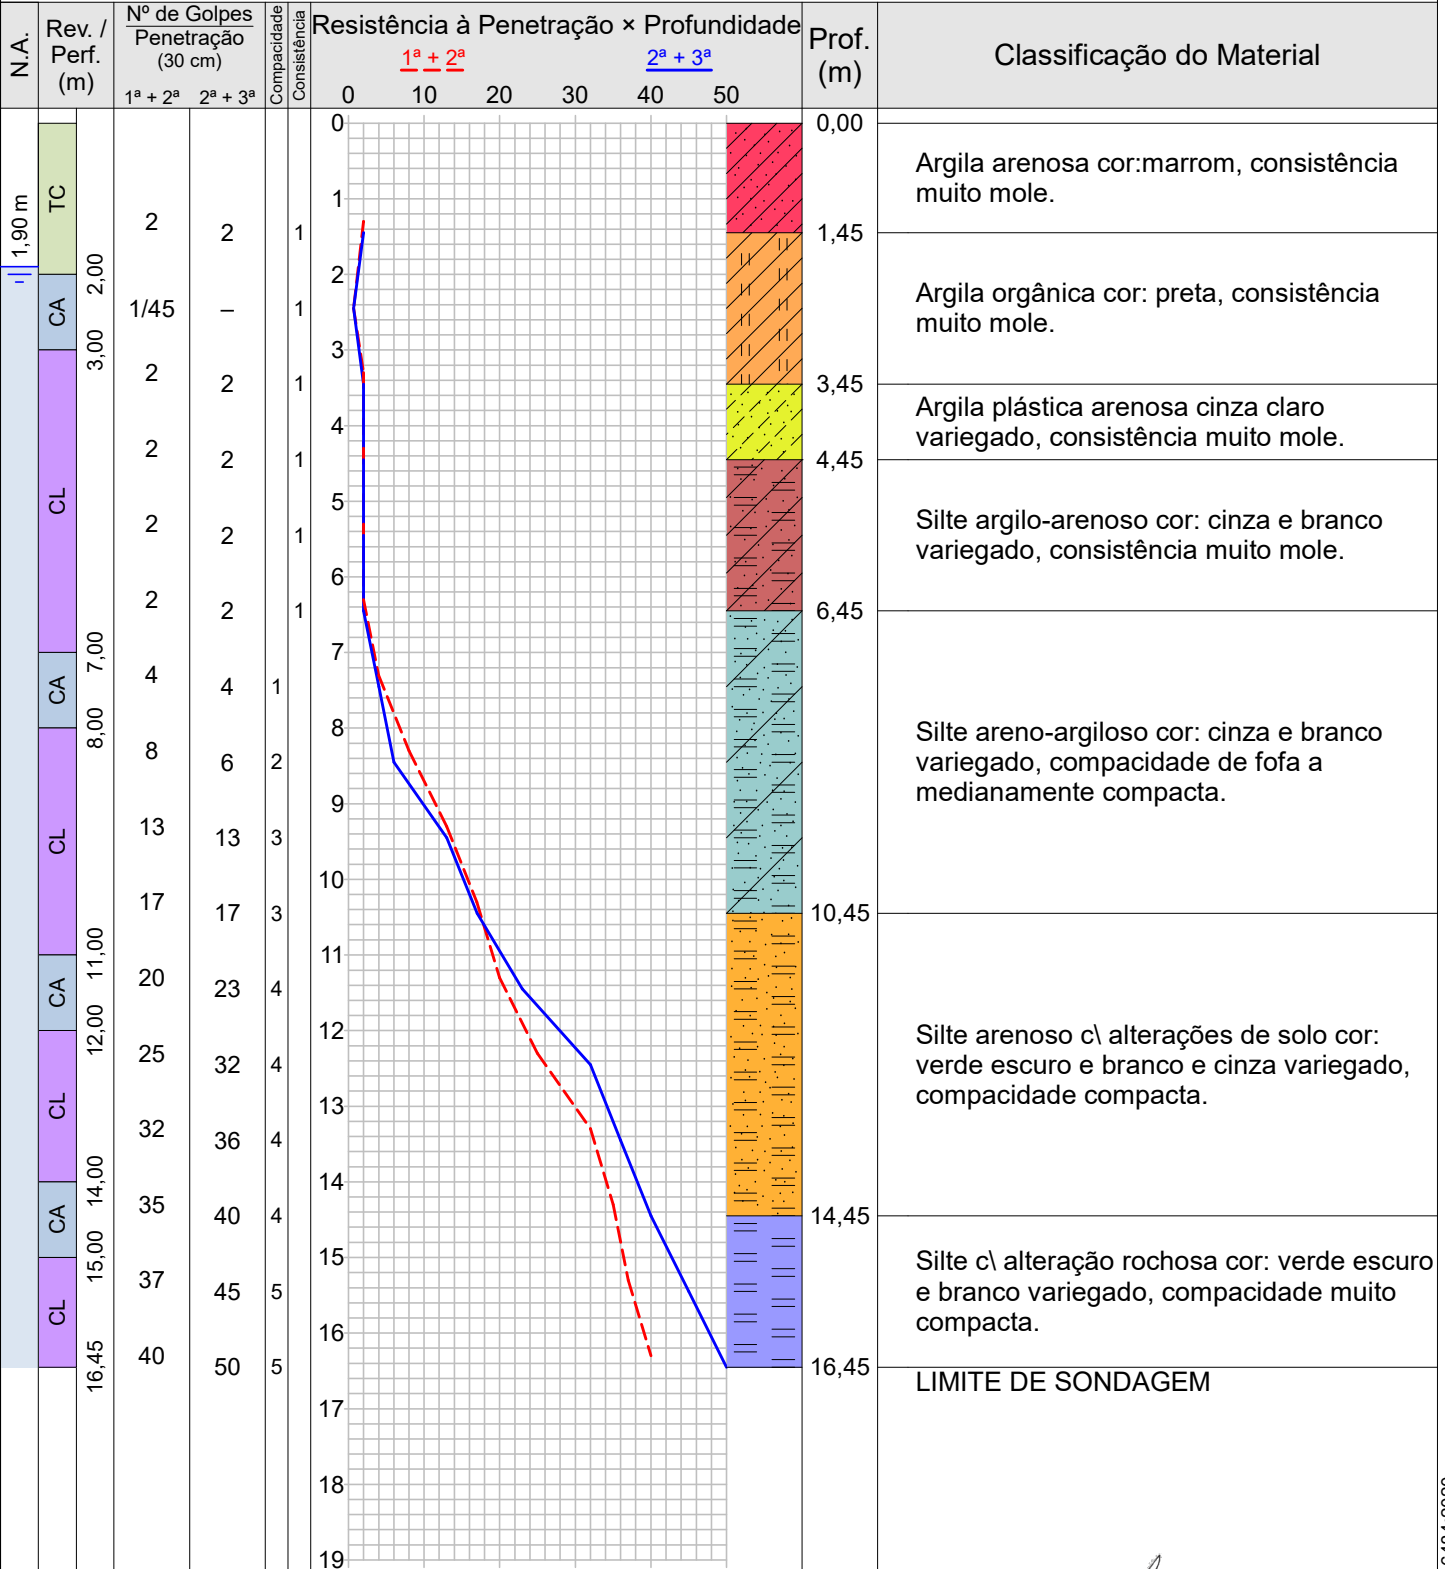 N.A.
Rev. /
Perf.
(m)
Nº de Golpes
Penetração
(30 cm)
1ª + 2ª 2ª + 3ª
Compacidade
Consistência
Resistência à Penetração × Profundidade
1ª + 2ª 2ª + 3ª
0 10 20 30 40 50
Prof.
(m)
Classificação do Material
0 0,00
Argila arenosa cor:marrom, consistência
muito mole.
TC
1
1,90 m
2 2 1 1,45
2,00
2
Argila orgânica cor: preta, consistência
muito mole.
CA
1/45 – 1
3,00
3
2 2 1 3,45
Argila plástica arenosa cinza claro
variegado, consistência muito mole.
4
2 2 1 4,45
CL
5
Silte argilo-arenoso cor: cinza e branco
variegado, consistência muito mole.
2 2 1
6
2 2 1 6,45
7,00
7
CA
4 4 1
8,00
8
Silte areno-argiloso cor: cinza e branco
variegado, compacidade de fofa a
medianamente compacta.
8 6 2
9
CL
13 13 3
10
17 17 3 10,45
11,00
11
CA
20 23 4
12,00
12
Silte arenoso c\ alterações de solo cor:
verde escuro e branco e cinza variegado,
compacidade compacta.
25 32 4
CL
13
32 36 4
14,00
14
CA
35 40 4 14,45
15,00
15
Silte c\ alteração rochosa cor: verde escuro
e branco variegado, compacidade muito
compacta.
37 45 5
CL
16
40 50 5 16,45
16,45
LIMITE DE SONDAGEM
17
18
19